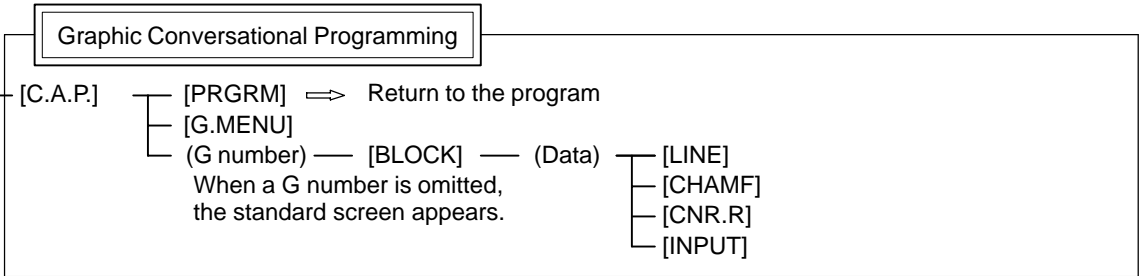 Graphic Conversational Programming
[C.A.P.] [PRGRM] Return to the program
[G.MENU]
(G number) [BLOCK] (Data) [LINE]
When a G number is omitted, [CHAMF]
the standard screen appears. [CNR.R]
[INPUT]